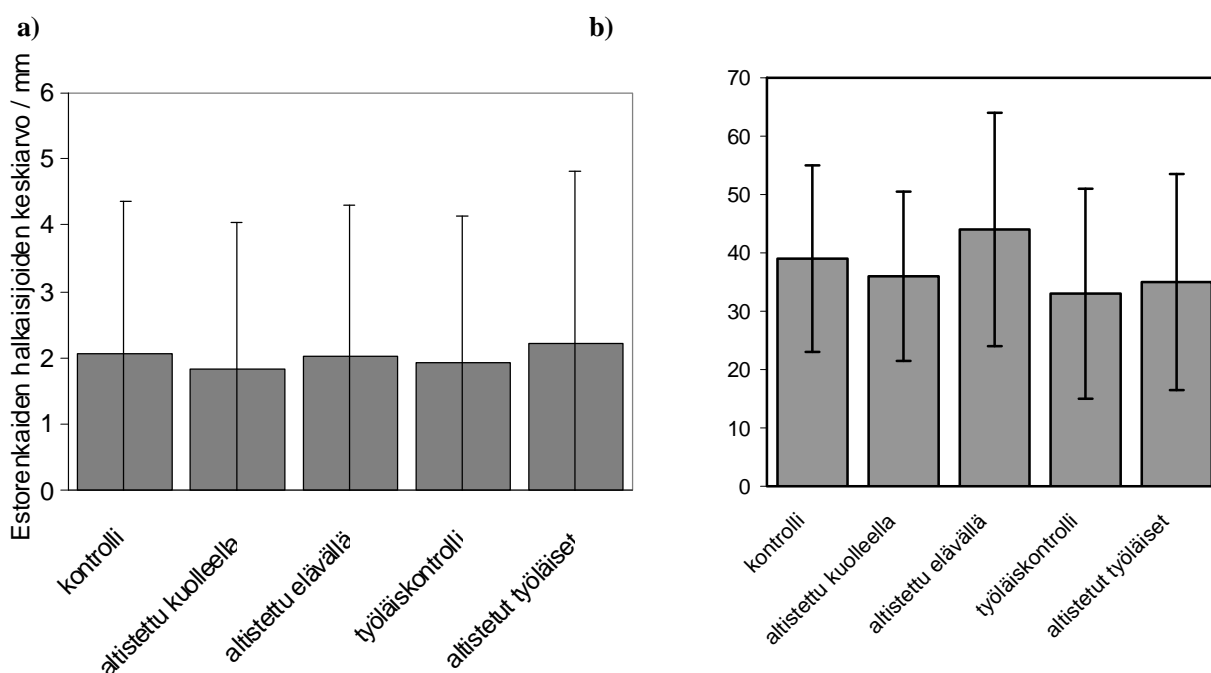 a)
Estorenkaiden halkaisijoiden keskiarvo / mm
6
5
4
3
2
1
0
kontrolli
altistettu kuolleella
altistettu elävällä
työläiskontrolli
altistetut työläiset
b)
70
60
50
40
30
20
10
0
kontrolli
altistettu kuolleella
altistettu elävällä
työläiskontrolli
altistetut työläiset